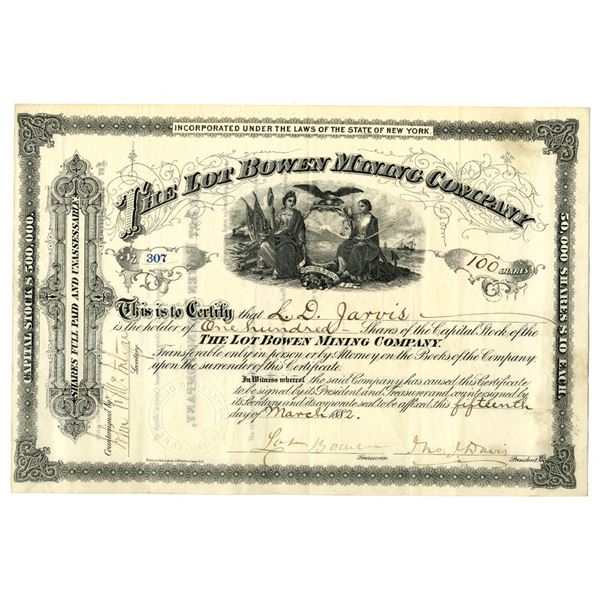 INCORPORATED UNDER THE LAWS OF THE STATE OF NEW YORK.
THE LOT BOWEN MINING COMPANY
No 307
100 SHARES
This is to Certify that L. D. Jarvis
is the holder of One hundred Shares of the Capital Stock of the
THE LOT BOWEN MINING COMPANY.
Transferable only in person or by Attorney, on the Books of the Company,
upon the surrender of this Certificate.
In Witness whereof the said Company has caused this Certificate
to be signed by its President and Treasurer and countersigned by
its Secretary and its corporate seal to be affixed, this fifteenth
day of March 1882.
Lot Bowen
Treasurer.
Jno. J. Davis
President.
CAPITAL STOCK $ 500,000.
SHARES FULL PAID AND UNASSESSABLE
Countersigned by
Secretary
50,000 SHARES $10 EACH.